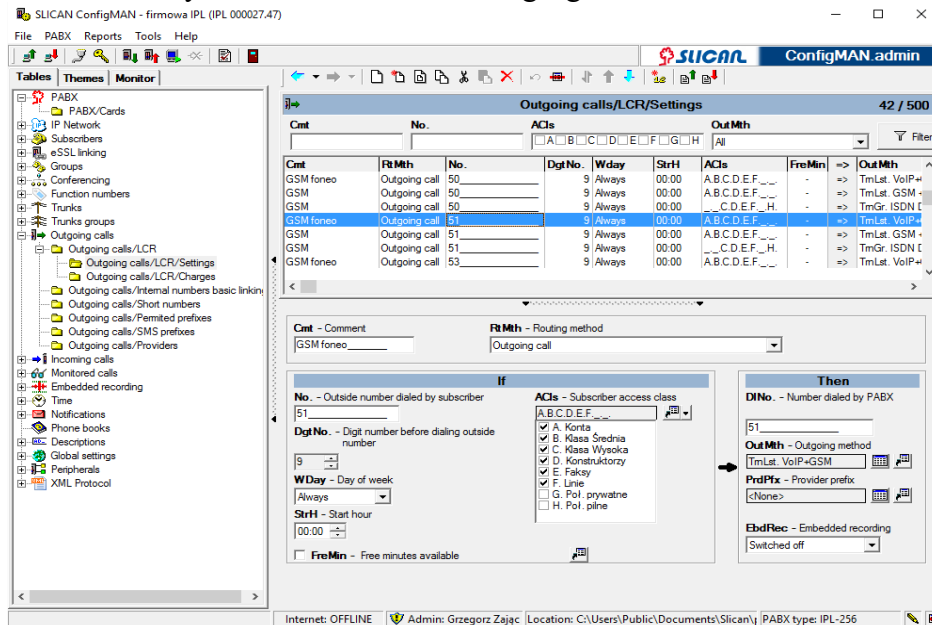 SLICAN ConfigMAN - firmowa IPL (IPL 000027.47)
File PABX Reports Tools Help
SLICAN ConfigMAN.admin
Tables Themes Monitor
PABX
PABX/Cards
IP Network
Subscribers
eSSL linking
Groups
Conferencing
Function numbers
Trunks
Trunks groups
Outgoing calls
Outgoing calls/LCR
Outgoing calls/LCR/Settings
Outgoing calls/LCR/Charges
Outgoing calls/Internal numbers basic linkin
Outgoing calls/Short numbers
Outgoing calls/Permited prefixes
Outgoing calls/SMS prefixes
Outgoing calls/Providers
Incoming calls
Monitored calls
Embedded recording
Time
Notifications
Phone books
Descriptions
Global settings
Peripherals
XML Protocol
Outgoing calls/LCR/Settings 42 / 500
Cmt No. ACls OutMth
A B C D E F G H All Filter
Cmt RtMth No. DgtNo. Wday StrH ACls FreMin => OutMth
GSM foneo Outgoing call 50__________ 9 Always 00:00 A.B.C.D.E.F._._. - => TrnLst. VoIP+
GSM Outgoing call 50__________ 9 Always 00:00 A.B.C.D.E.F._._. - => TrnLst. GSM +
GSM Outgoing call 50__________ 9 Always 00:00 _._.C.D.E.F._.H. - => TrnGr. ISDN D
GSM foneo Outgoing call 51__________ 9 Always 00:00 A.B.C.D.E.F._._. - => TrnLst. VoIP+
GSM Outgoing call 51__________ 9 Always 00:00 A.B.C.D.E.F._._. - => TrnLst. GSM +
GSM Outgoing call 51__________ 9 Always 00:00 _._.C.D.E.F._.H. - => TrnGr. ISDN D
GSM foneo Outgoing call 53__________ 9 Always 00:00 A.B.C.D.E.F._._. - => TrnLst. VoIP+
Cmt - Comment RtMth - Routing method
GSM foneo______ Outgoing call
If
No. - Outside number dialed by subscriber
51__________
DgtNo. - Digit number before dialing outside
number
9
WDay - Day of week
Always
StrH - Start hour
00:00
FreMin - Free minutes available
ACls - Subscriber access class
A.B.C.D.E.F._._.
A. Konta
B. Klasa Średnia
C. Klasa Wysoka
D. Konstruktorzy
E. Faksy
F. Linie
G. Poł. prywatne
H. Poł. pilne
Then
DlNo. - Number dialed by PABX
51__________
OutMth - Outgoing method
TrnLst. VoIP+GSM
PrdPfx - Provider prefix
<None>
EbdRec - Embedded recording
Switched off
Internet: OFFLINE Admin: Grzegorz Zając Location: C:\Users\Public\Documents\Slican\ PABX type: IPL-256